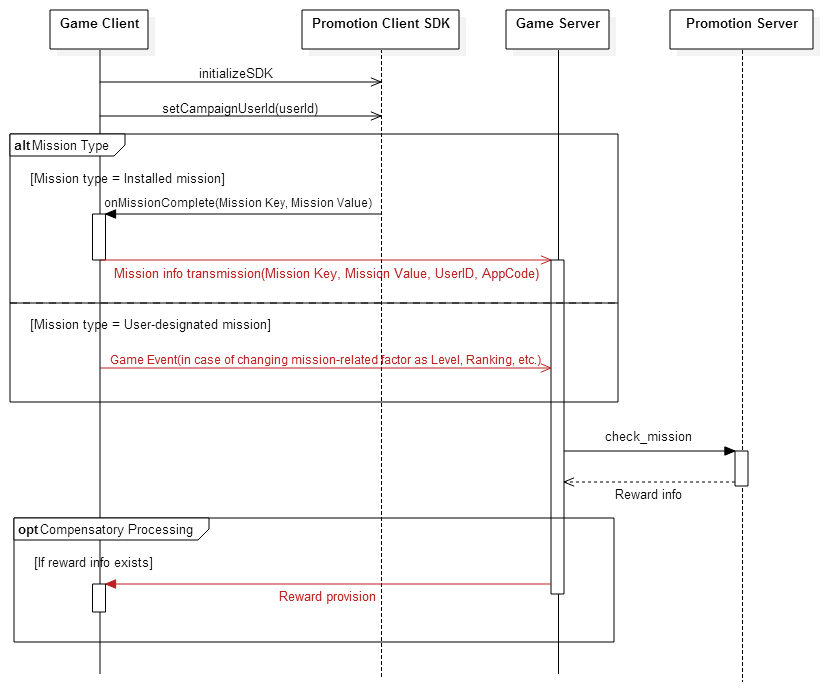 Game Client
Promotion Client SDK
Game Server
Promotion Server
initializeSDK
setCampaignUserId(userId)
alt Mission Type
[Mission type = Installed mission]
onMissionComplete(Mission Key, Mission Value)
Mission info transmission(Mission Key, Mission Value, UserID, AppCode)
[Mission type = User-designated mission]
Game Event(in case of changing mission-related factor as Level, Ranking, etc.)
check_mission
Reward info
opt Compensatory Processing
[If reward info exists]
Reward provision